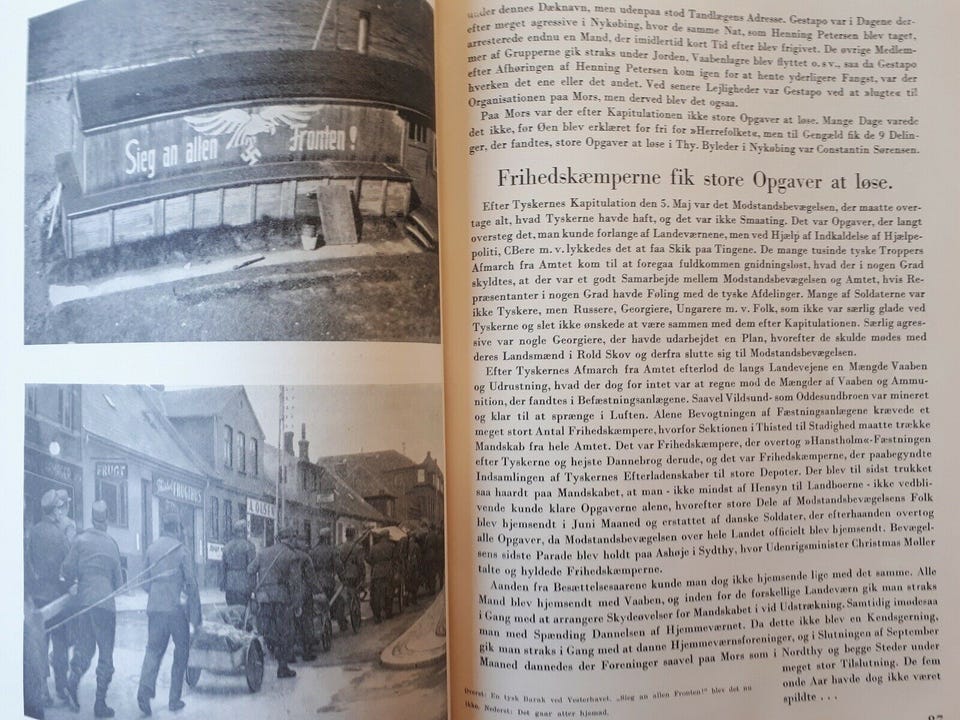 Sieg an allen Fronten!
FRUGT
FRUGTHUS
A. OLSEN
under dennes Dæknavn, men udenpaa stod Tandlægens Adresse. Gestapo var i Dagene der-
efter meget agressive i Nykøbing, hvor de samme Nat, som Henning Petersen blev taget,
arresterede endnu en Mand, der imidlertid kort Tid efter blev frigivet. De øvrige Medlem-
mer af Grupperne gik straks under Jorden, Vaabenlagre blev flyttet o. s v., saa da Gestapo
efter Afhøringen af Henning Petersen kom igen for at hente yderligere Fangst, var der
hverken det ene eller det andet. Ved senere Lejligheder var Gestapo ved at »lugte« til
Organisationen paa Mors, men derved blev det ogsaa.
Paa Mors var der efter Kapitulationen ikke store Opgaver at løse. Mange Dage varede
det ikke, før Øen blev erklæret for fri for »Herrefolket«, men til Gengæld fik de 9 Delin-
ger, der fandtes, store Opgaver at løse i Thy. Byleder i Nykøbing var Constantin Sørensen.
Frihedskæmperne fik store Opgaver at løse.
Efter Tyskernes Kapitulation den 5. Maj var det Modstandsbevægelsen, der maatte over-
tage alt, hvad Tyskerne havde haft, og det var ikke Smaating. Det var Opgaver, der langt
oversteg det, man kunde forlange af Landeværnene, men ved Hjælp af Indkaldelse af Hjælpe-
politi, CBere m. v. lykkedes det at faa Skik paa Tingene. De mange tusinde tyske Troppers
Afmarch fra Amtet kom til at foregaa fuldkommen gnidningsløst, hvad der i nogen Grad
skyldtes, at der var et godt Samarbejde mellem Modstandsbevægelsen og Amtet, hvis Re-
præsentanter i nogen Grad havde Føling med de tyske Afdelinger. Mange af Soldaterne var
ikke Tyskere, men Russere, Georgiere, Ungarere m. v. Folk, som ikke var særlig glade ved
Tyskerne og slet ikke ønskede at være sammen med dem efter Kapitulationen. Særlig agres-
sive var nogle Georgiere, der havde udarbejdet en Plan, hvorefter de skulde mødes med
deres Landsmænd i Rold Skov og derfra slutte sig til Modstandsbevægelsen.
Efter Tyskernes Afmarch fra Amtet efterlod de langs Landevejene en Mængde Vaaben
og Udrustning, hvad der dog for intet var at regne mod de Mængder af Vaaben og Ammu-
nition, der fandtes i Befæstningsanlægene. Saavel Vildsund- som Oddesundbroen var mineret
og klar til at sprænge i Luften. Alene Bevogtningen af Fæstningsanlægene krævede et
meget stort Antal Frihedskæmpere, hvorfor Sektionen i Thisted til Stadighed maatte trække
Mandskab fra hele Amtet. Det var Frihedskæmpere, der overtog »Hanstholm«-Fæstningen
efter Tyskerne og hejste Dannebrog derude, og det var Frihedskæmpere, der paabegyndte
Indsamlingen af Tyskernes Efterladenskaber til store Depoter. Der blev til sidst trukket
saa haardt paa Mandskabet, at man - ikke mindst af Hensyn til Landboerne - ikke vedbli-
vende kunde klare Opgaverne alene, hvorefter store Dele af Modstandsbevægelsens Folk
blev hjemsendt i Juni Maaned og erstattet af danske Soldater, der efterhaanden overtog
alle Opgaver, da Modstandsbevægelsen over hele Landet officielt blev hjemsendt. Bevægel-
sens sidste Parade blev holdt paa Ashøje i Sydthy, hvor Udenrigsminister Christmas Møller
talte og hyldede Frihedskæmperne.
Aanden fra Besættelsesaarene kunde man dog ikke hjemsende lige med det samme. Alle
Mand blev hjemsendt med Vaaben, og inden for de forskellige Landeværn gik man straks
i Gang med at arrangere Skydeøvelser for Mandskabet i vid Udstrækning. Samtidig imødesaa
man med Spænding Dannelsen af Hjemmeværnet. Da dette ikke blev en Kendsgerning,
gik man straks i Gang med at danne Hjemmeværnsforeninger, og i Slutningen af September
Maaned dannedes der Foreninger saavel paa Mors som i Nordthy og begge Steder under
meget stor Tilslutning. De fem
onde Aar havde dog ikke været
spildte . . .
Øverst: En tysk Barak ved Vesterhavet. „Sieg an allen Fronten!" blev det nu
ikke. Nederst: Det gaar atter hjemad.